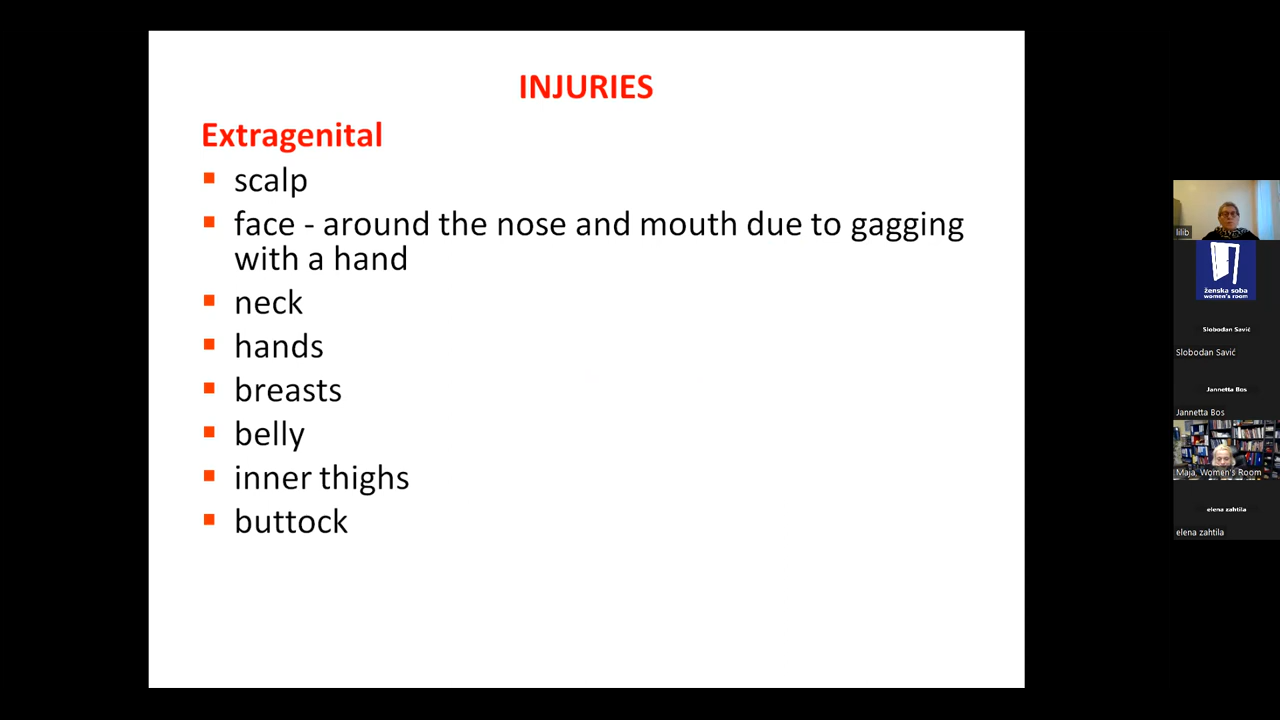 INJURIES
Extragenital
▪ scalp
▪ face - around the nose and mouth due to gagging
with a hand
▪ neck
▪ hands
▪ breasts
▪ belly
▪ inner thighs
▪ buttock
lilib
ženska soba
women's room
Slobodan Savić
Slobodan Savić
Jannetta Bos
Jannetta Bos
Maja, Women's Room
elena zahtila
elena zahtila